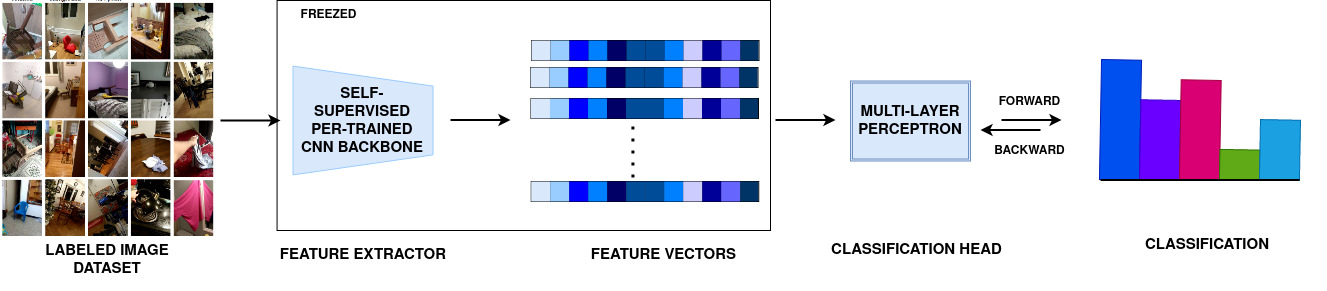 FREEZED
SELF-
SUPERVISED
PER-TRAINED
CNN BACKBONE
MULTI-LAYER
PERCEPTRON
FORWARD
BACKWARD
LABELED IMAGE
DATASET
FEATURE EXTRACTOR
FEATURE VECTORS
CLASSIFICATION HEAD
CLASSIFICATION